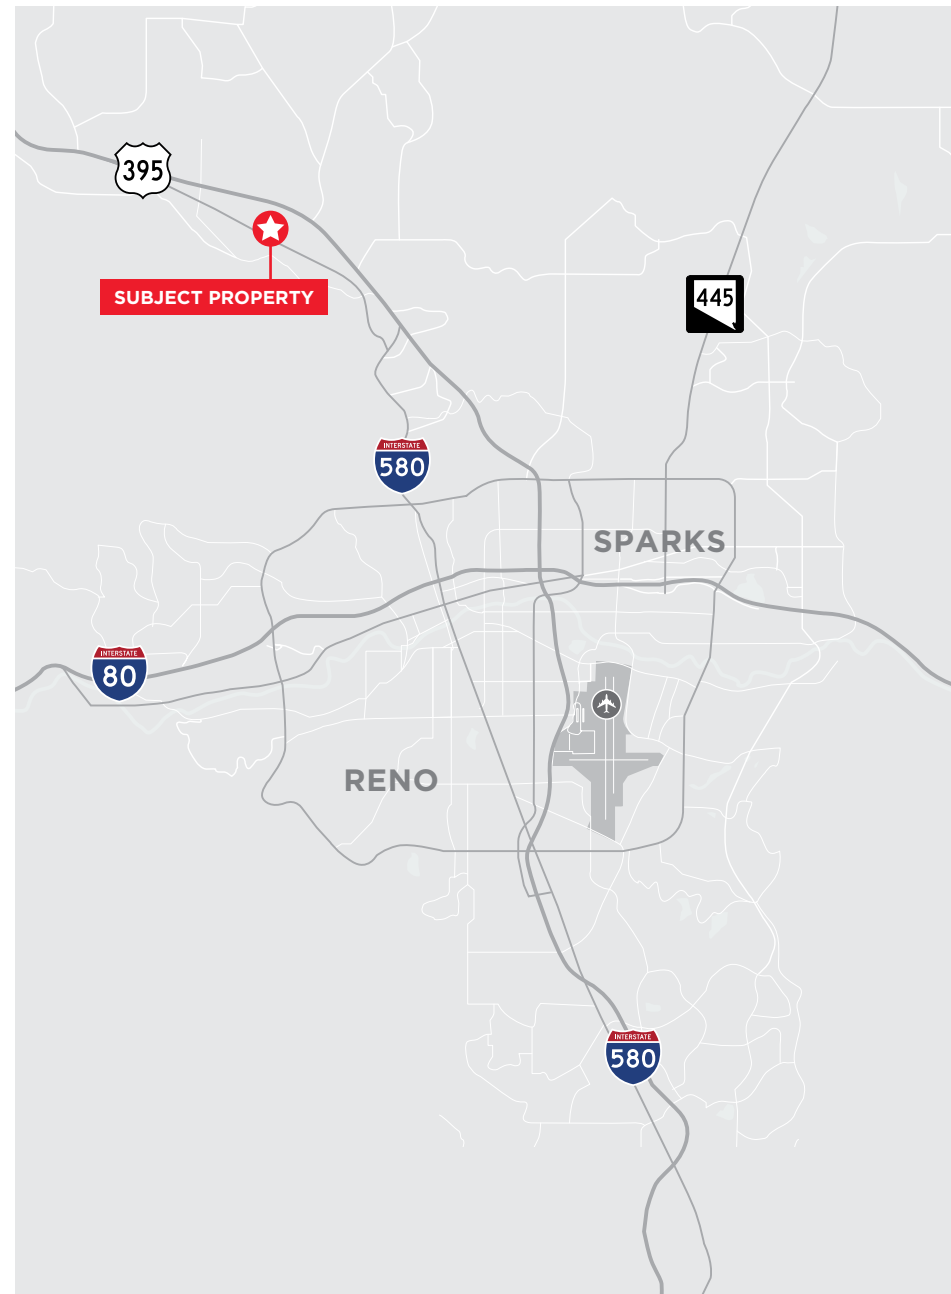 395
SUBJECT PROPERTY
445
INTERSTATE
580
SPARKS
INTERSTATE
80
RENO
INTERSTATE
580